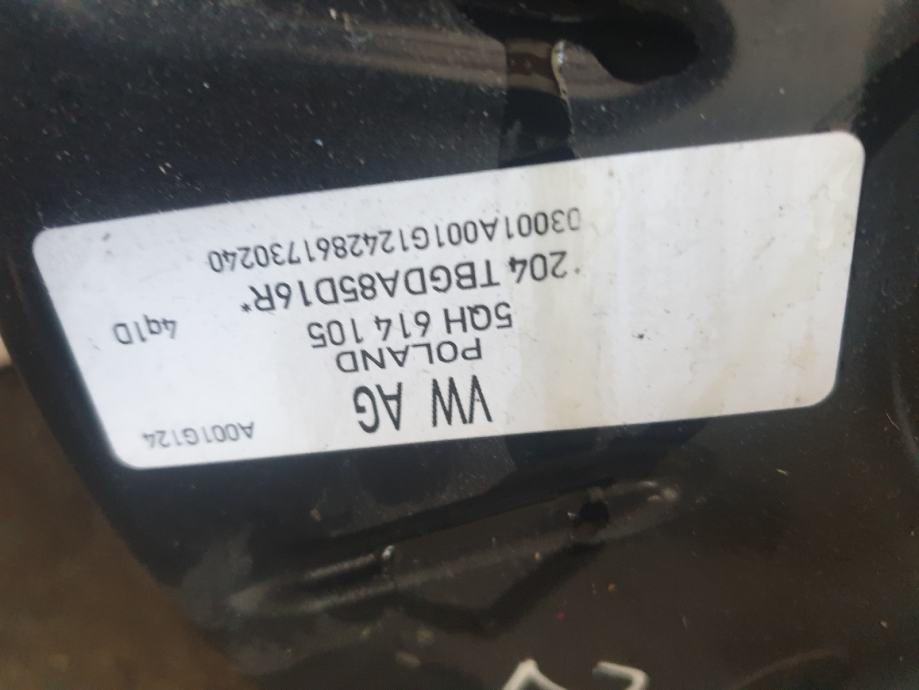 A001G124
VW AG
POLAND
5QH 614 105
4q1D
*204 TBGDA85D16R*
03001A001G1242861730240